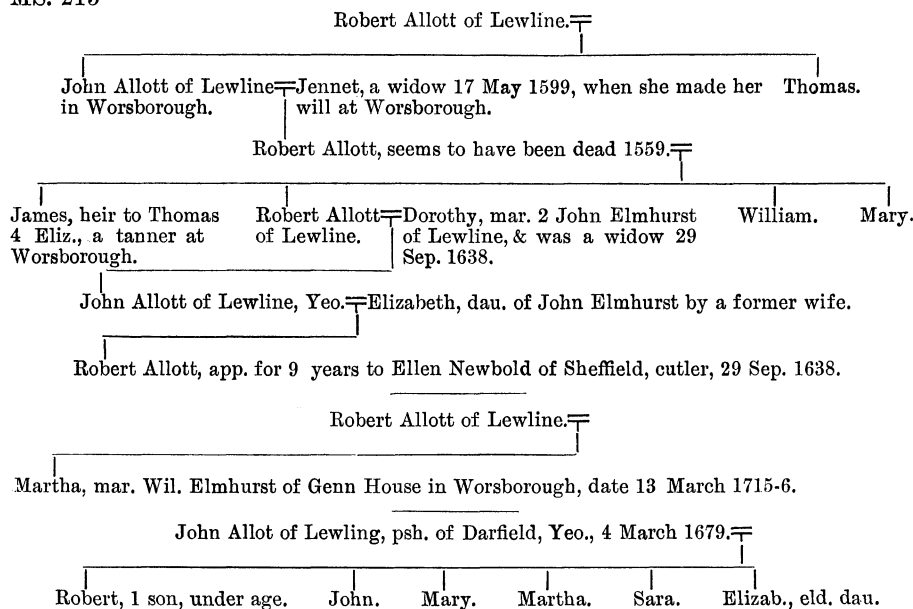 MS. 215
Robert Allott of Lewline.
John Allott of Lewline=Jennet, a widow 17 May 1599, when she made her Thomas.
in Worsborough. will at Worsborough.
Robert Allott, seems to have been dead 1559.=
James, heir to Thomas Robert Allott=Dorothy, mar. 2 John Elmhurst William. Mary.
4 Eliz., a tanner at of Lewline. of Lewline, & was a widow 29
Worsborough. Sep. 1638.
John Allott of Lewline, Yeo.=Elizabeth, dau. of John Elmhurst by a former wife.
Robert Allott, app. for 9 years to Ellen Newbold of Sheffield, cutler, 29 Sep. 1638.
Robert Allott of Lewline.=
Martha, mar. Wil. Elmhurst of Genn House in Worsborough, date 13 March 1715-6.
John Allot of Lewling, psh. of Darfield, Yeo., 4 March 1679.=
Robert, 1 son, under age. John. Mary. Martha. Sara. Elizab., eld. dau.